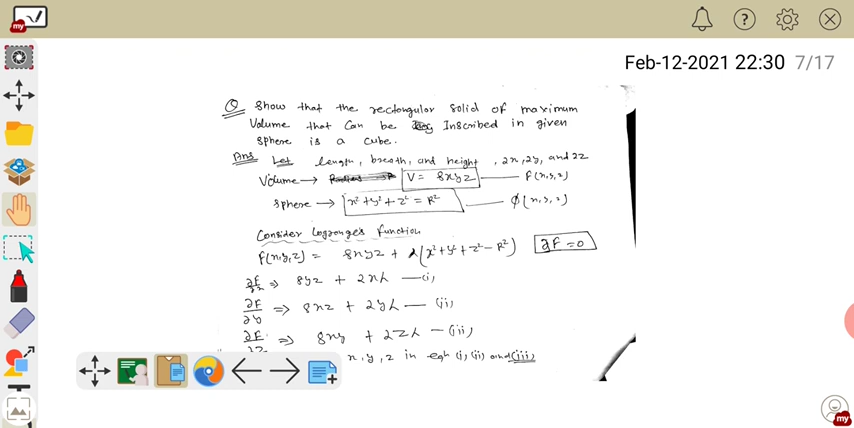 my
Feb-12-2021 22:30 7/17
Q Show that the rectangular solid of maximum
Volume that can be Inscribed in given
sphere is a cube.
Ans Let length, breath, and height, 2x, 2y, and 2z
Volume → V = 8xyz — f(x,y,z)
Sphere → x² + y² + z² = R² — φ(x,y,z)
Consider Lagrange's Function
F(x,y,z) = 8xyz + λ(x² + y² + z² - R²) ∂F = 0
∂F/∂x ⇒ 8yz + 2xλ — (i)
∂F/∂y ⇒ 8xz + 2yλ — (ii)
∂F/∂z ⇒ 8xy + 2zλ — (iii)
x, y, z in eqn (i), (ii) and (iii)
my